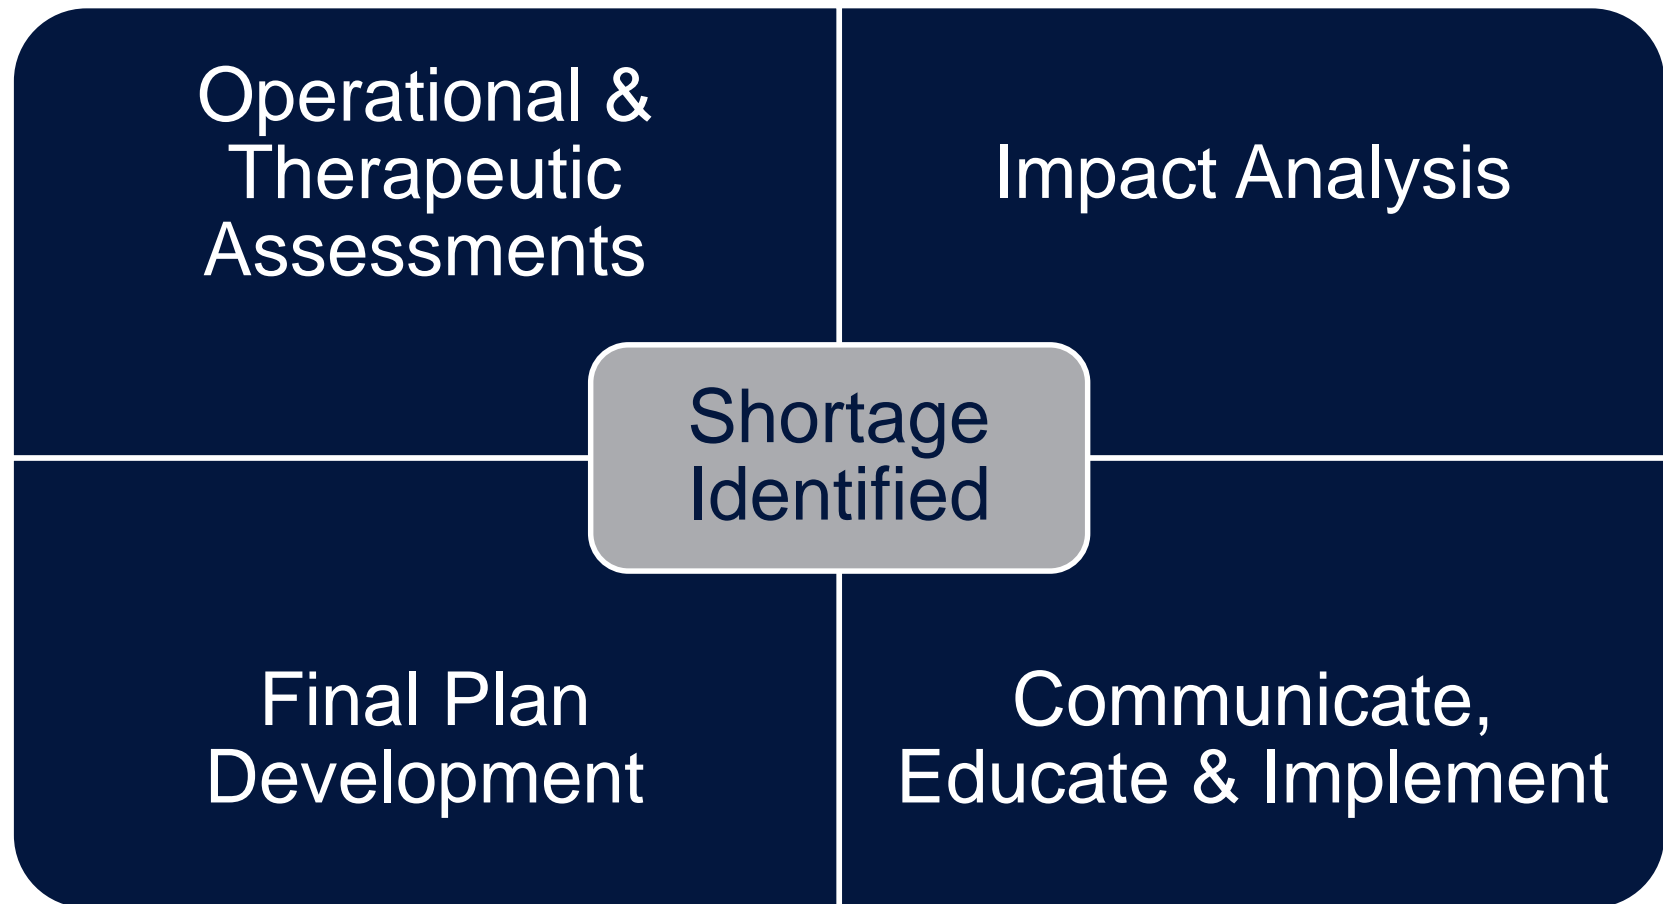 Operational &
Therapeutic
Assessments
Impact Analysis
Shortage
Identified
Final Plan
Development
Communicate,
Educate & Implement